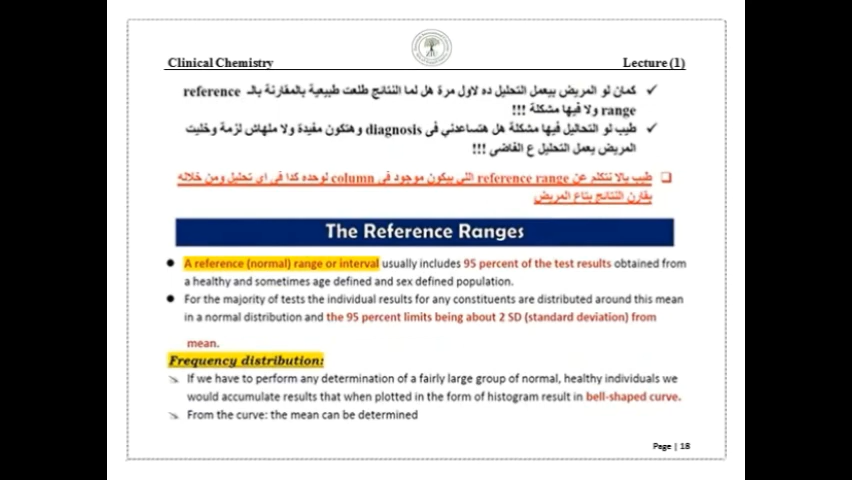 Clinical Chemistry
Lecture (1)
كمان لو المريض بيعمل التحليل ده لاول مرة هل لما النتائج طلعت طبيعية بالمقارنة بالـ reference
range ولا فيها مشكلة !!!
طيب لو التحاليل فيها مشكلة هل هتساعدني فى diagnosis وهتكون مفيدة ولا ملهاش لزمة وخليت
المريض يعمل التحليل ع الفاضى !!!
طيب يالا نتكلم عن reference range اللي بيكون موجود فى column لوحده كدا فى اى تحليل ومن خلاله
يقارن النتائج بتاع المريض
The Reference Ranges
A reference (normal) range or interval usually includes 95 percent of the test results obtained from
a healthy and sometimes age defined and sex defined population.
For the majority of tests the individual results for any constituents are distributed around this mean
in a normal distribution and the 95 percent limits being about 2 SD (standard deviation) from
mean.
Frequency distribution:
If we have to perform any determination of a fairly large group of normal, healthy individuals we
would accumulate results that when plotted in the form of histogram result in bell-shaped curve.
From the curve: the mean can be determined
Page | 18